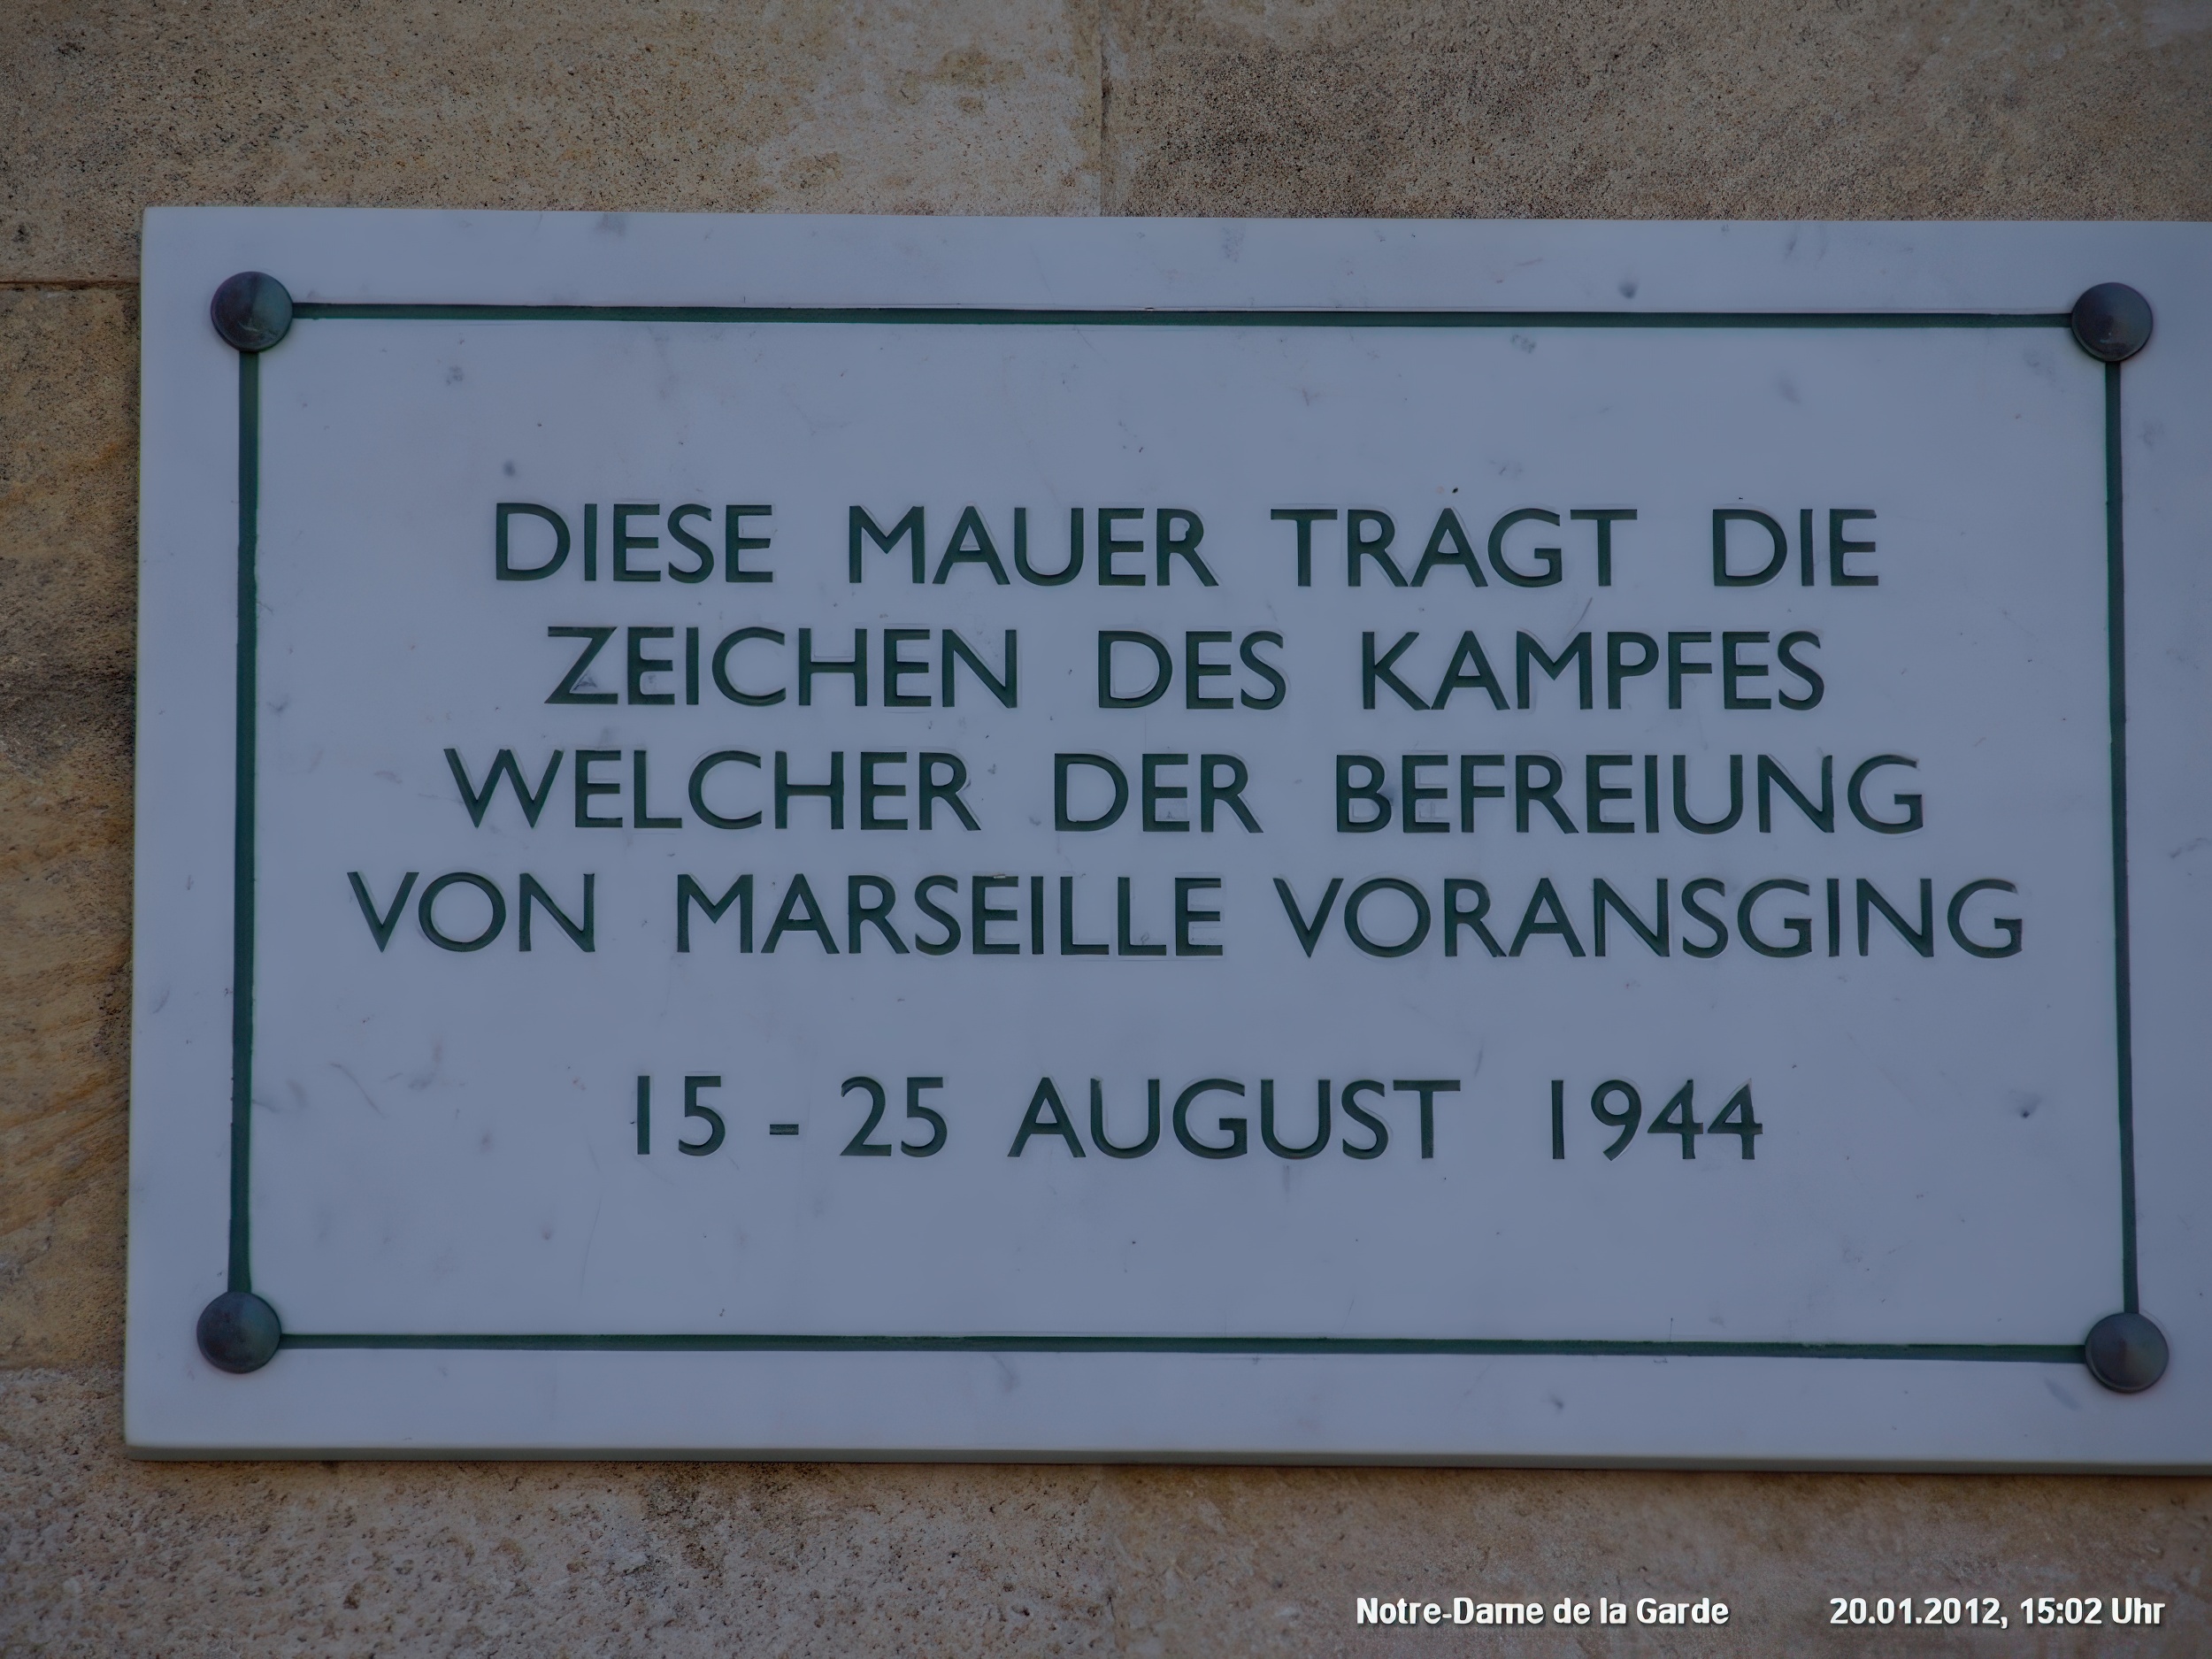 DIESE MAUER TRAGT DIE
ZEICHEN DES KAMPFES
WELCHER DER BEFREIUNG
VON MARSEILLE VORANSGING
15 - 25 AUGUST 1944
Notre-Dame de la Garde 20.01.2012, 15:02 Uhr